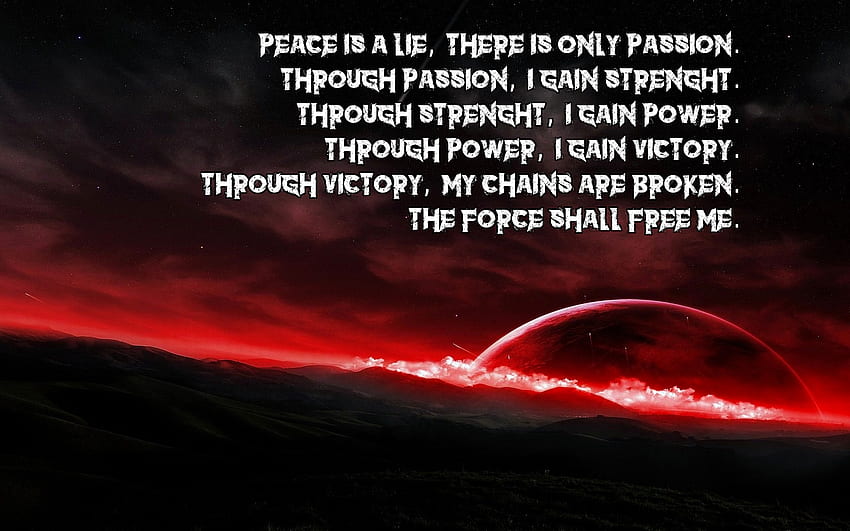 PEACE IS A LIE, THERE IS ONLY PASSION.
THROUGH PASSION, I GAIN STRENGHT.
THROUGH STRENGHT, I GAIN POWER.
THROUGH POWER, I GAIN VICTORY.
THROUGH VICTORY, MY CHAINS ARE BROKEN.
THE FORCE SHALL FREE ME.